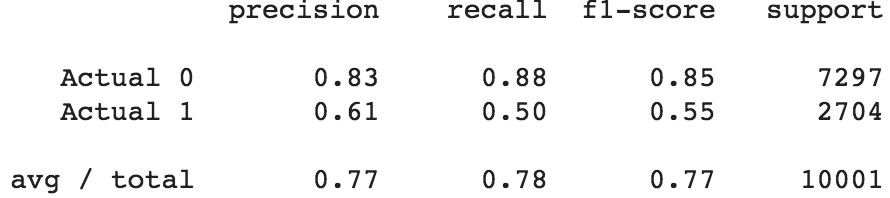 precision recall f1-score support
Actual 0 0.83 0.88 0.85 7297
Actual 1 0.61 0.50 0.55 2704
avg / total 0.77 0.78 0.77 10001